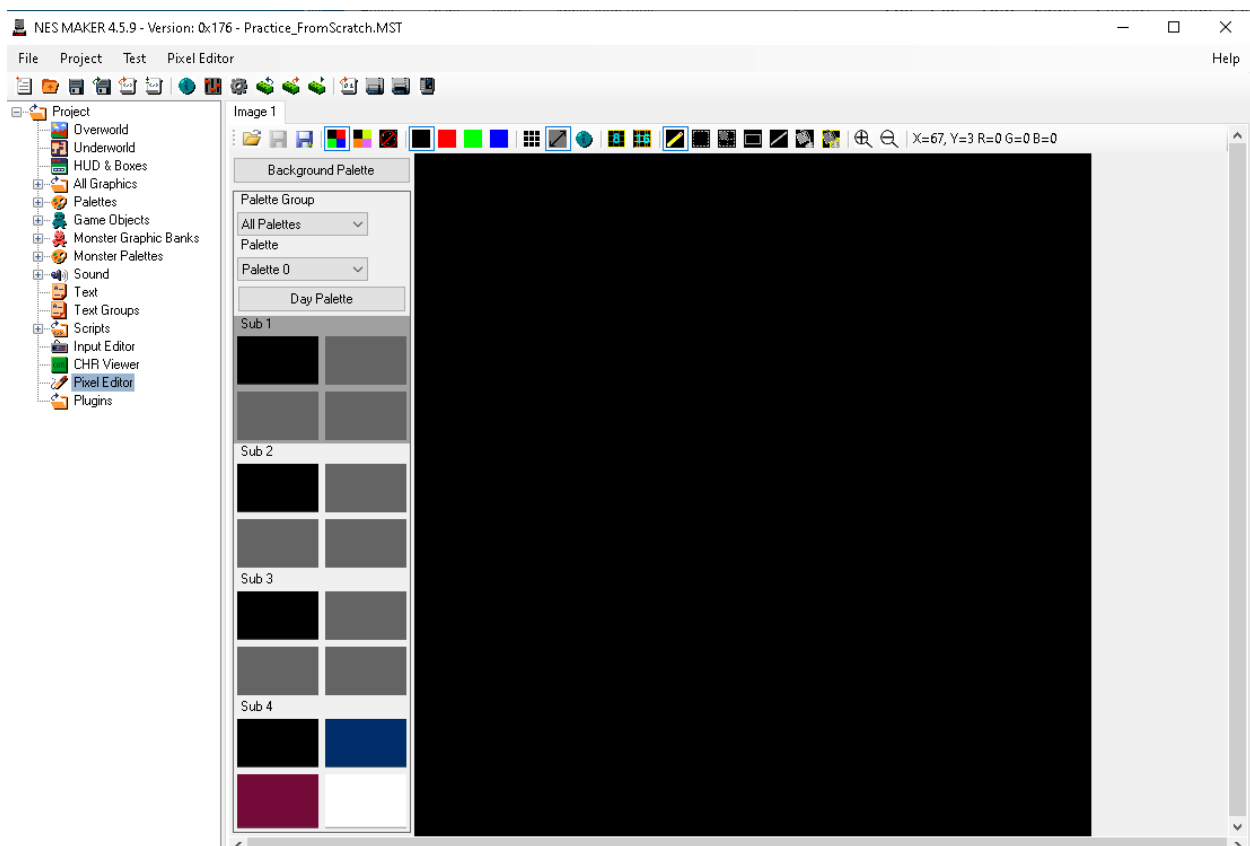 NES MAKER 4.5.9 - Version: 0x176 - Practice_FromScratch.MST
File Project Test Pixel Editor Help
Project
Overworld
Underworld
HUD & Boxes
All Graphics
Palettes
Game Objects
Monster Graphic Banks
Monster Palettes
Sound
Text
Text Groups
Scripts
Input Editor
CHR Viewer
Pixel Editor
Plugins
Image 1
8 16 X=67, Y=3 R=0 G=0 B=0
Background Palette
Palette Group
All Palettes
Palette
Palette 0
Day Palette
Sub 1
Sub 2
Sub 3
Sub 4